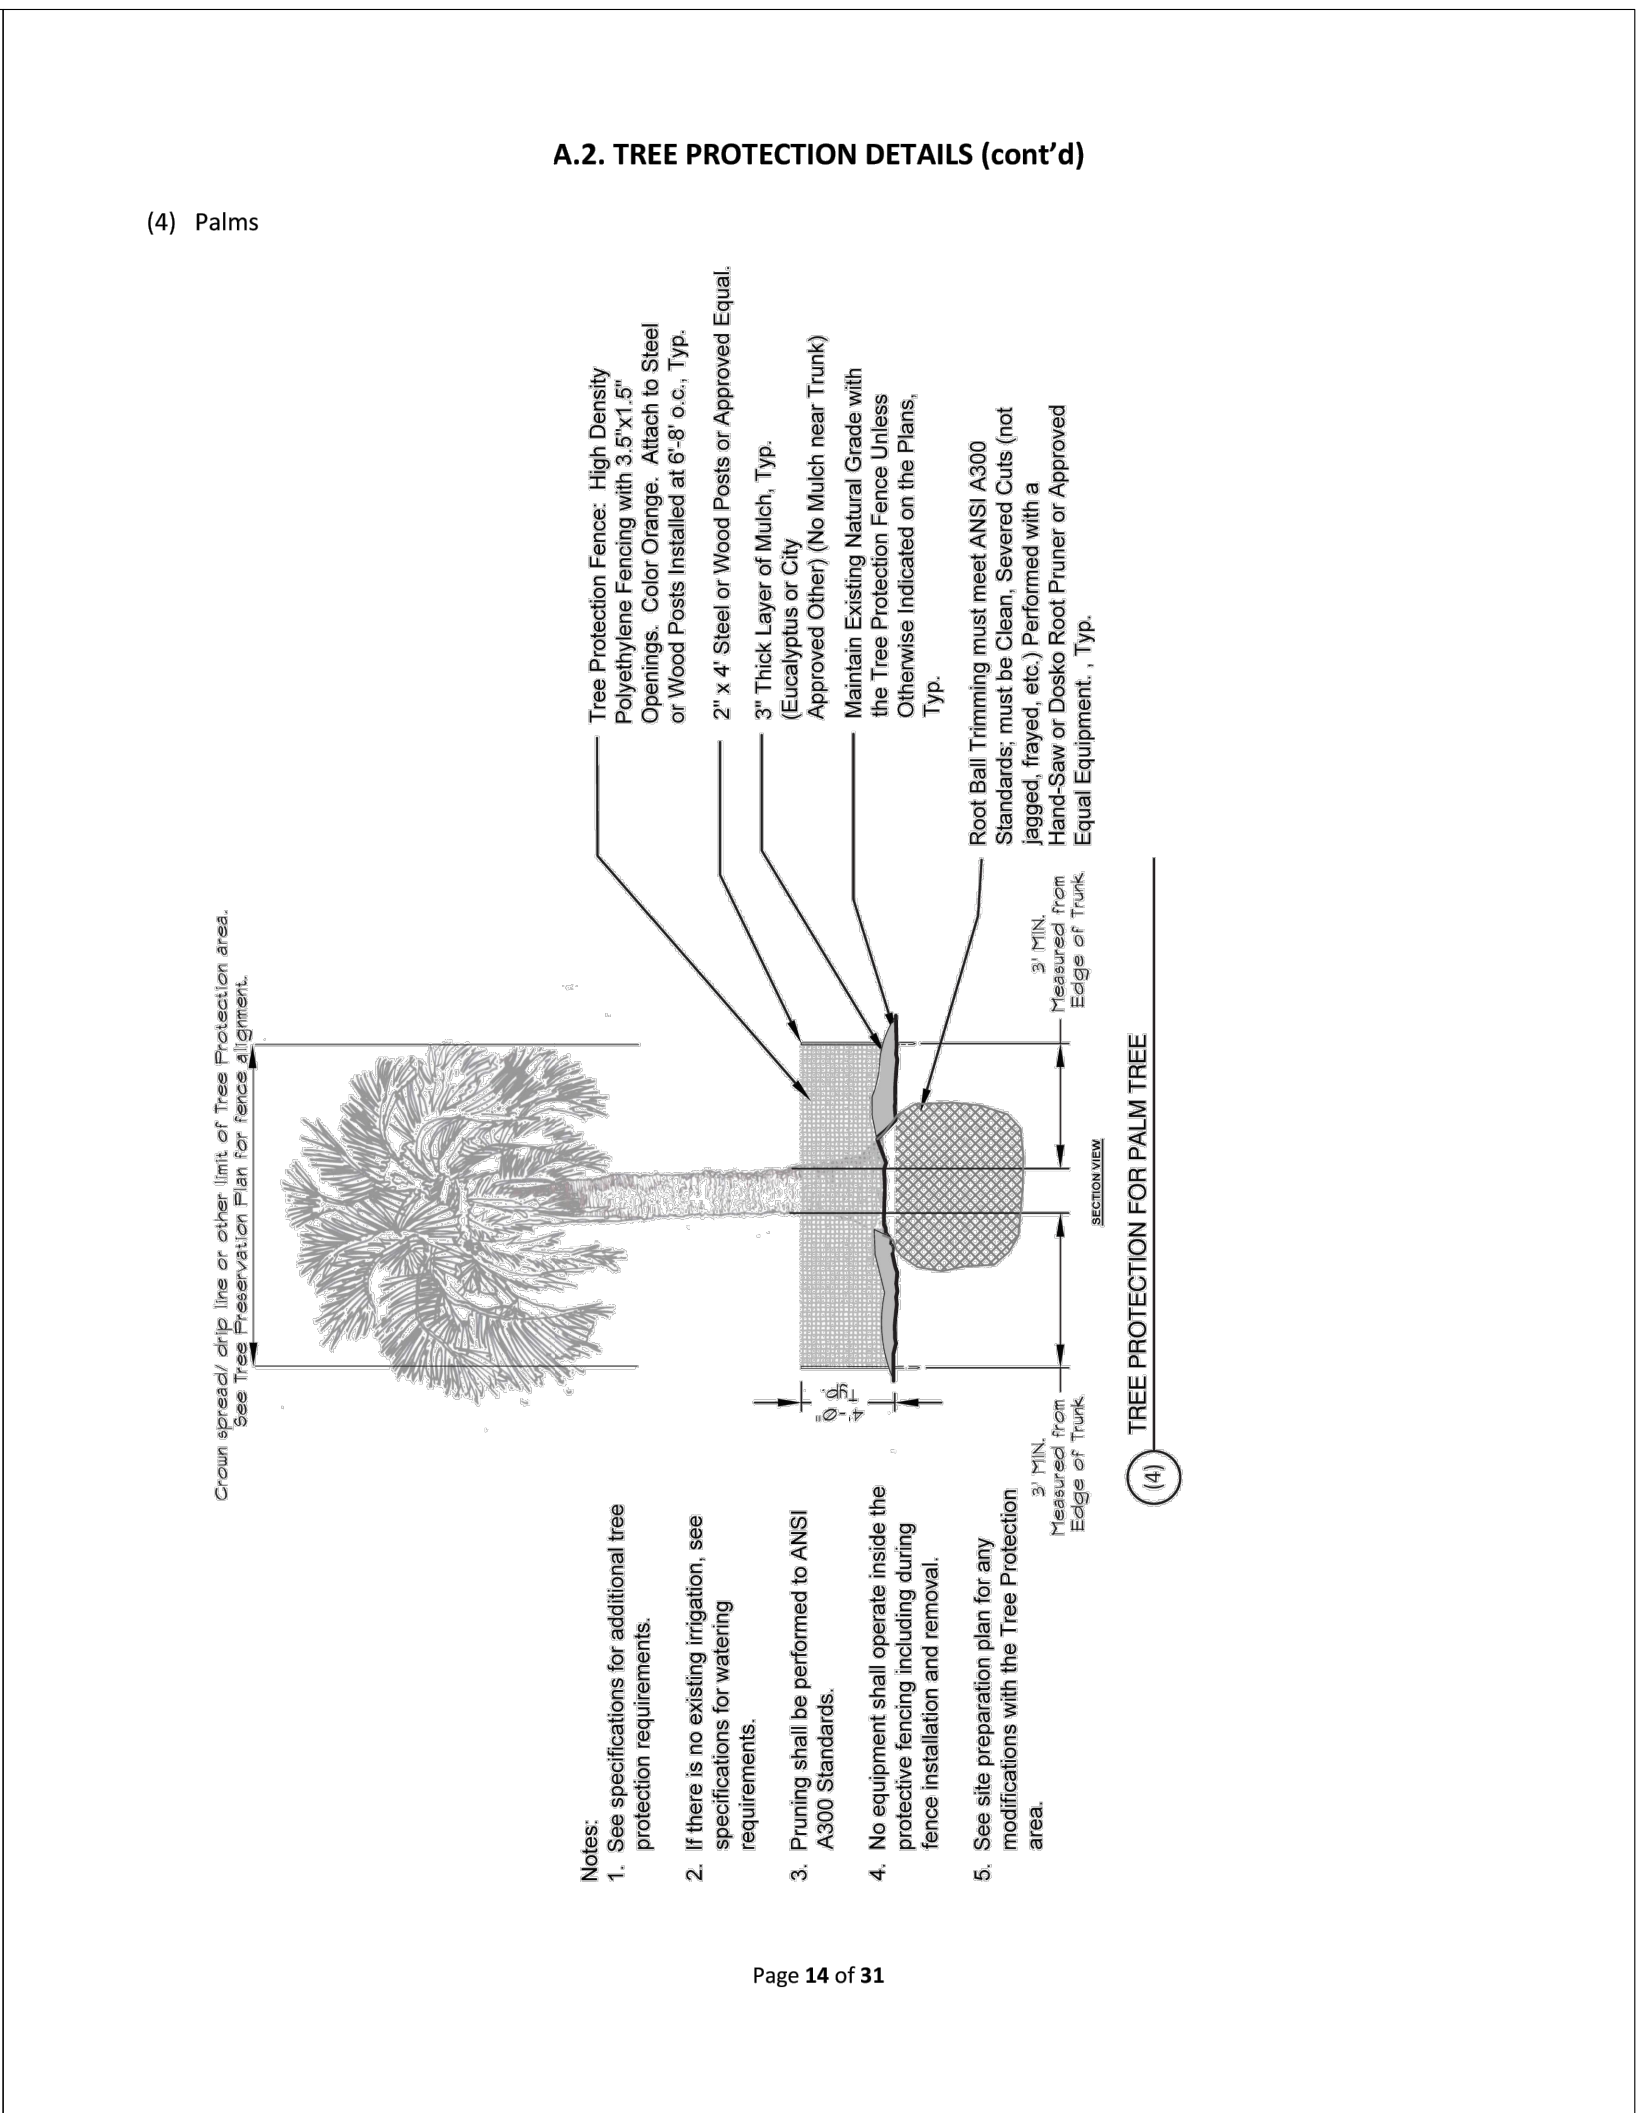 A.2. TREE PROTECTION DETAILS (cont’d)
(4) Palms
Crown spread/ drip line or other limit of Tree Protection area.
See Tree Preservation Plan for fence alignment.
Tree Protection Fence: High Density
Polyethylene Fencing with 3.5"x1.5"
Openings. Color Orange. Attach to Steel
or Wood Posts Installed at 6'-8' o.c., Typ.
2" x 4' Steel or Wood Posts or Approved Equal.
3" Thick Layer of Mulch, Typ.
(Eucalyptus or City
Approved Other) (No Mulch near Trunk)
Maintain Existing Natural Grade with
the Tree Protection Fence Unless
Otherwise Indicated on the Plans,
Typ.
Root Ball Trimming must meet ANSI A300
Standards; must be Clean, Severed Cuts (not
jagged, frayed, etc.) Performed with a
Hand-Saw or Dosko Root Pruner or Approved
Equal Equipment. , Typ.
Notes:
1. See specifications for additional tree
protection requirements.
2. If there is no existing irrigation, see
specifications for watering
requirements.
3. Pruning shall be performed to ANSI
A300 Standards.
4. No equipment shall operate inside the
protective fencing including during
fence installation and removal.
5. See site preparation plan for any
modifications with the Tree Protection
area.
4'-0"
Typ.
3' MIN.
Measured from
Edge of Trunk.
3' MIN.
Measured from
Edge of Trunk.
SECTION VIEW
(4) TREE PROTECTION FOR PALM TREE
Page 14 of 31